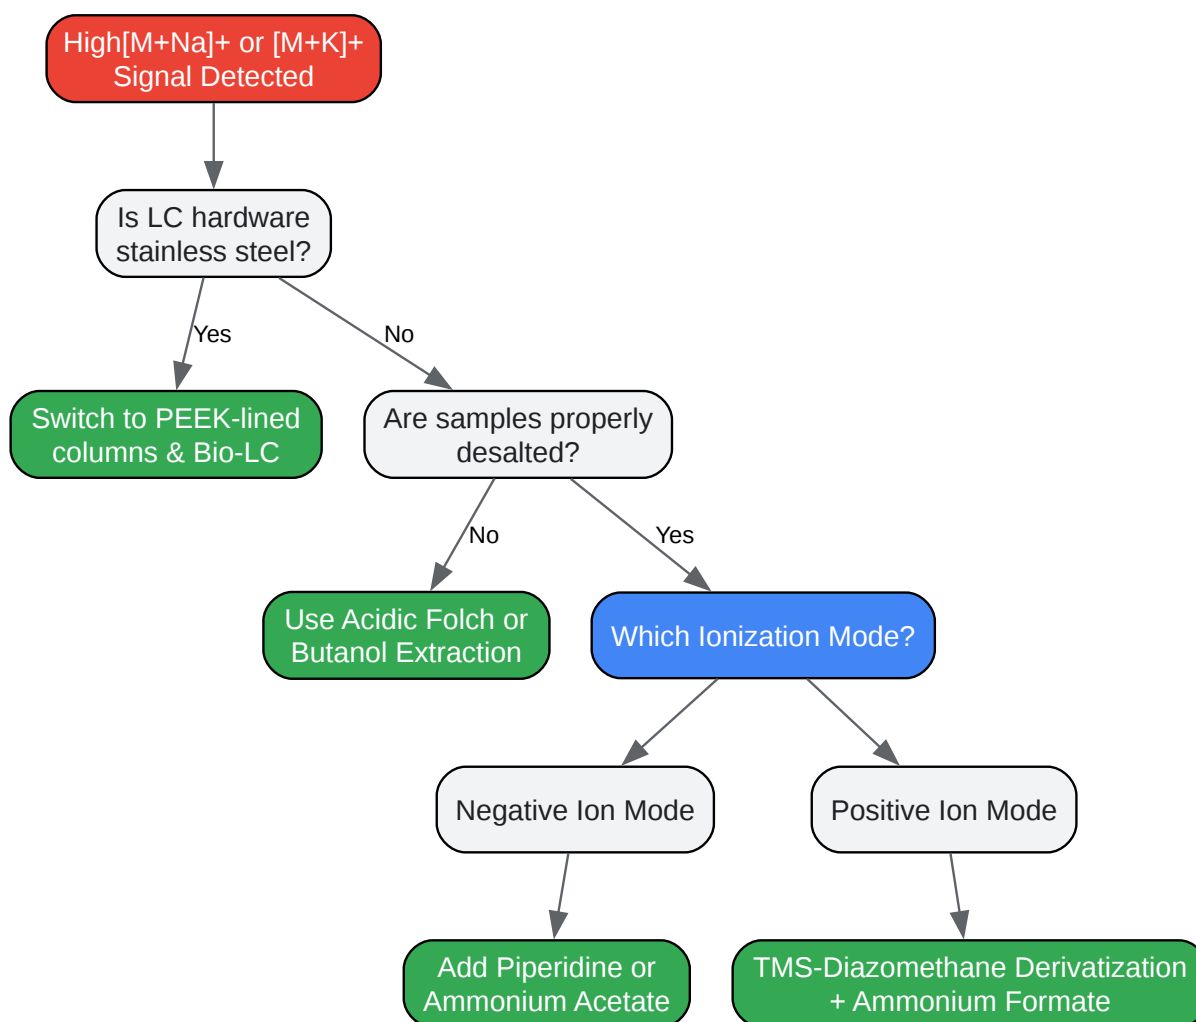 High[M+Na]+ or [M+K]+
Signal Detected
Is LC hardware
stainless steel?
Yes
No
Switch to PEEK-lined
columns & Bio-LC
Are samples properly
desalted?
No
Yes
Use Acidic Folch or
Butanol Extraction
Which Ionization Mode?
Negative Ion Mode
Positive Ion Mode
Add Piperidine or
Ammonium Acetate
TMS-Diazomethane Derivatization
+ Ammonium Formate